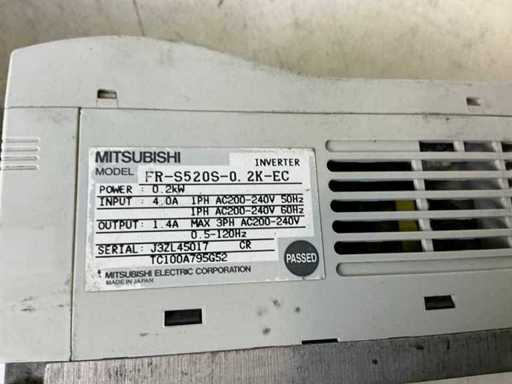 MITSUBISHI INVERTER
MODEL FR-S520S-0.2K-EC
POWER : 0.2kW
INPUT : 4.0A 1PH AC200-240V 50Hz
1PH AC200-240V 60Hz
OUTPUT: 1.4A MAX 3PH AC200-240V
0.5-120Hz
SERIAL: J3ZL45017 CR
TC100A795G52
PASSED
MITSUBISHI ELECTRIC CORPORATION
MADE IN JAPAN